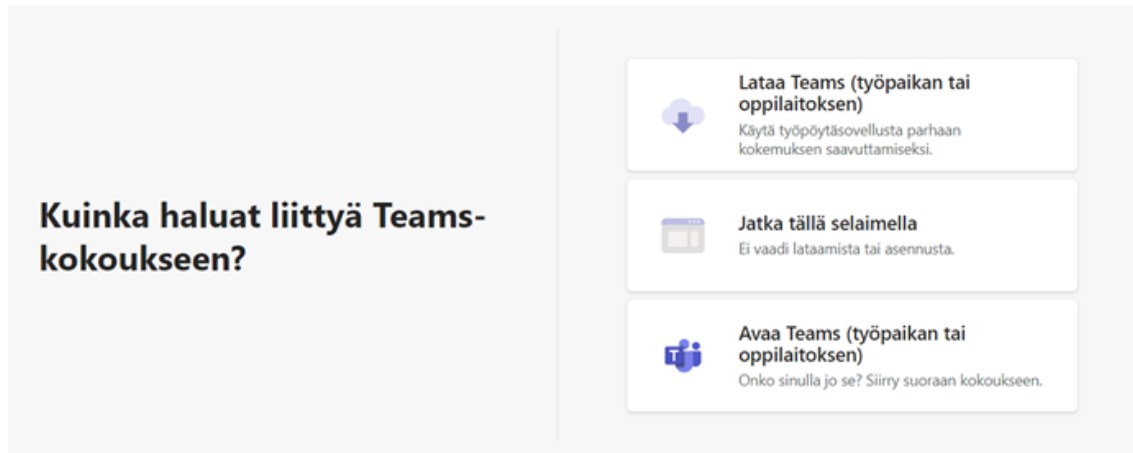 Kuinka haluat liittyä Teams-
kokoukseen?
Lataa Teams (työpaikan tai
oppilaitoksen)
Käytä työpöytäsovellusta parhaan
kokemuksen saavuttamiseksi.
Jatka tällä selaimella
Ei vaadi lataamista tai asennusta.
Avaa Teams (työpaikan tai
oppilaitoksen)
Onko sinulla jo se? Siirry suoraan kokoukseen.